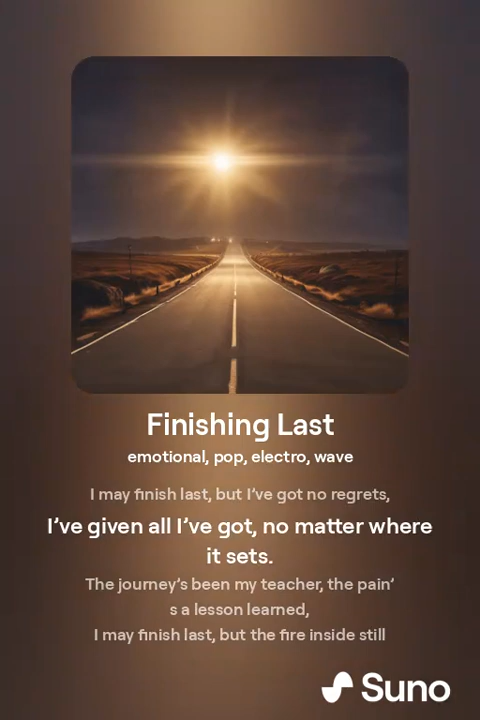 Finishing Last
emotional, pop, electro, wave
I may finish last, but I’ve got no regrets,
I’ve given all I’ve got, no matter where
it sets.
The journey’s been my teacher, the pain’
s a lesson learned,
I may finish last, but the fire inside still
Suno